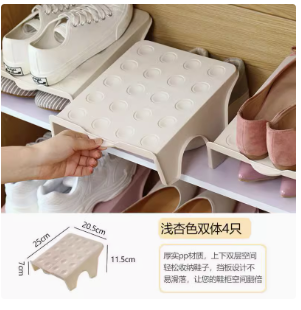 浅杏色双体4只
20.5cm
25cm
11.5cm
7cm
厚实pp材质，上下双层空间
轻松收纳鞋子，挡板设计不
易滑落，让您的鞋柜空间翻倍